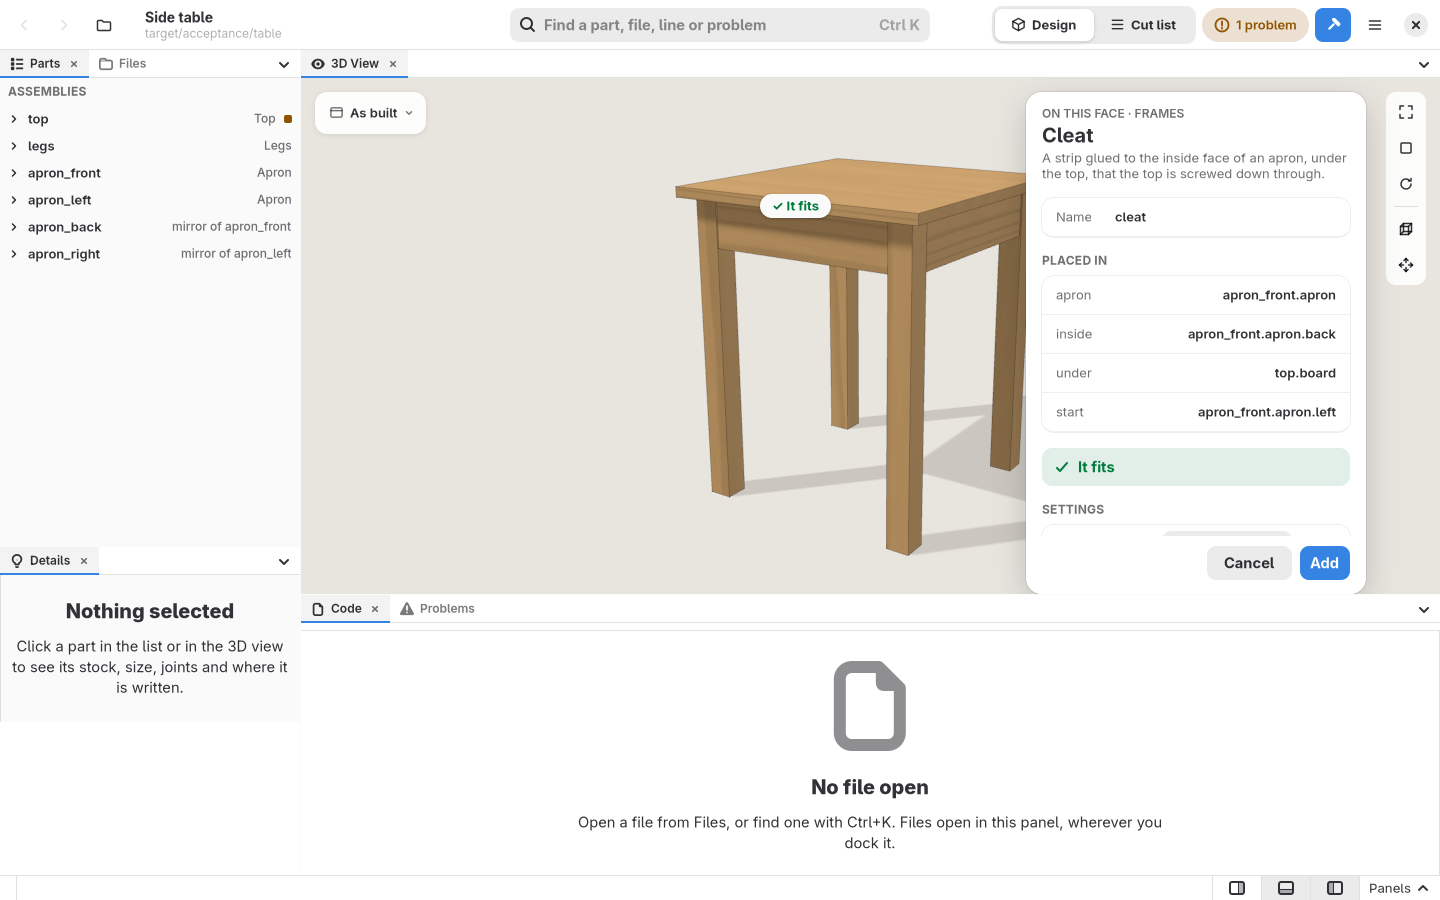 Side table
target/acceptance/table
Find a part, file, line or problem
Ctrl K
Design
Cut list
1 problem
Parts
Files
ASSEMBLIES
top
Top
legs
Legs
apron_front
Apron
apron_left
Apron
apron_back
mirror of apron_front
apron_right
mirror of apron_left
Details
Nothing selected
Click a part in the list or in the 3D view
to see its stock, size, joints and where it
is written.
3D View
As built
It fits
ON THIS FACE · FRAMES
Cleat
A strip glued to the inside face of an apron, under
the top, that the top is screwed down through.
Name
cleat
PLACED IN
apron
apron_front.apron
inside
apron_front.apron.back
under
top.board
start
apron_front.apron.left
It fits
SETTINGS
Cancel
Add
Code
Problems
No file open
Open a file from Files, or find one with Ctrl+K. Files open in this panel, wherever you
dock it.
Panels